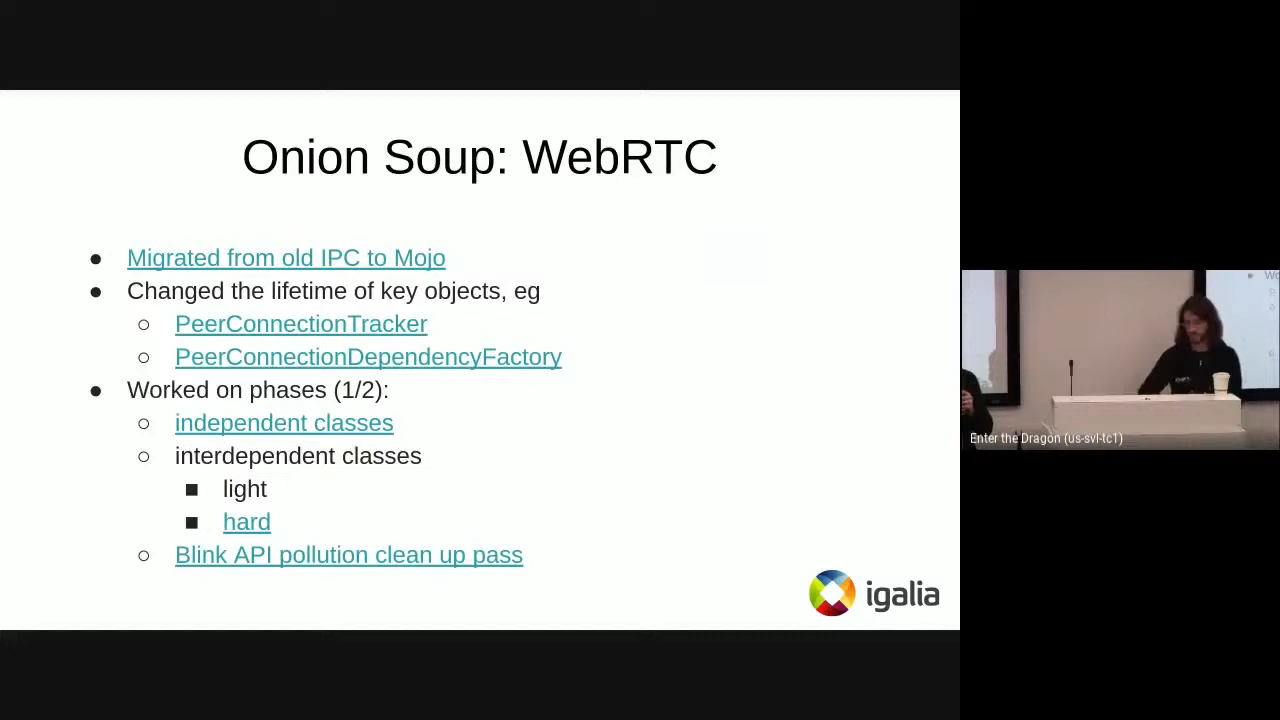 Onion Soup: WebRTC
● Migrated from old IPC to Mojo
● Changed the lifetime of key objects, eg
○ PeerConnectionTracker
○ PeerConnectionDependencyFactory
● Worked on phases (1/2):
○ independent classes
○ interdependent classes
■ light
■ hard
○ Blink API pollution clean up pass
igalia
Enter the Dragon (us-svl-tc1)